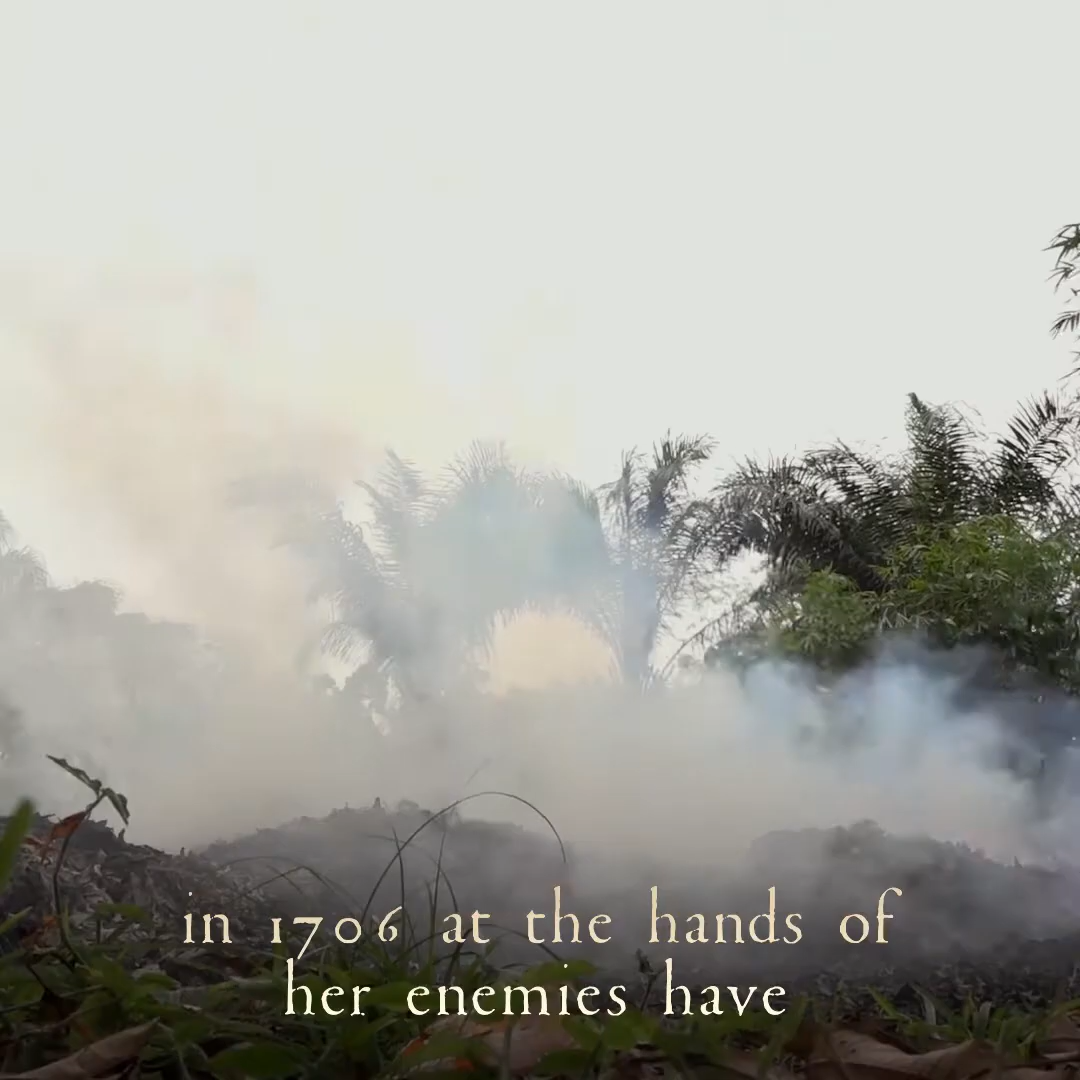 in 1706 at the hands of
her enemies have